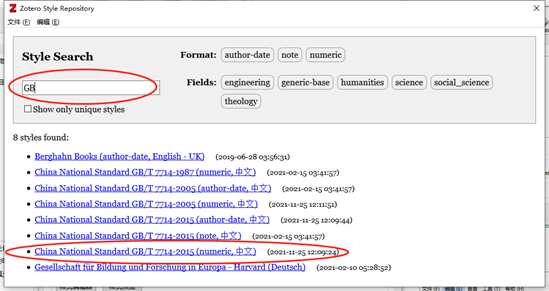 Zotero Style Repository
文件 (F) 编辑 (E)
Style Search
GB
Show only unique styles
Format: author-date note numeric
Fields: engineering generic-base humanities science social_science
theology
8 styles found:
Berghahn Books (author-date, English - UK) (2019-06-28 03:56:31)
China National Standard GB/T 7714-1987 (numeric, 中文) (2021-02-15 03:41:57)
China National Standard GB/T 7714-2005 (author-date, 中文) (2021-02-15 03:41:57)
China National Standard GB/T 7714-2005 (numeric, 中文) (2021-11-25 12:11:51)
China National Standard GB/T 7714-2015 (author-date, 中文) (2021-11-25 12:09:44)
China National Standard GB/T 7714-2015 (note, 中文) (2021-02-15 03:41:57)
China National Standard GB/T 7714-2015 (numeric, 中文) (2021-11-25 12:09:24)
Gesellschaft für Bildung und Forschung in Europa - Harvard (Deutsch) (2021-02-10 05:28:52)